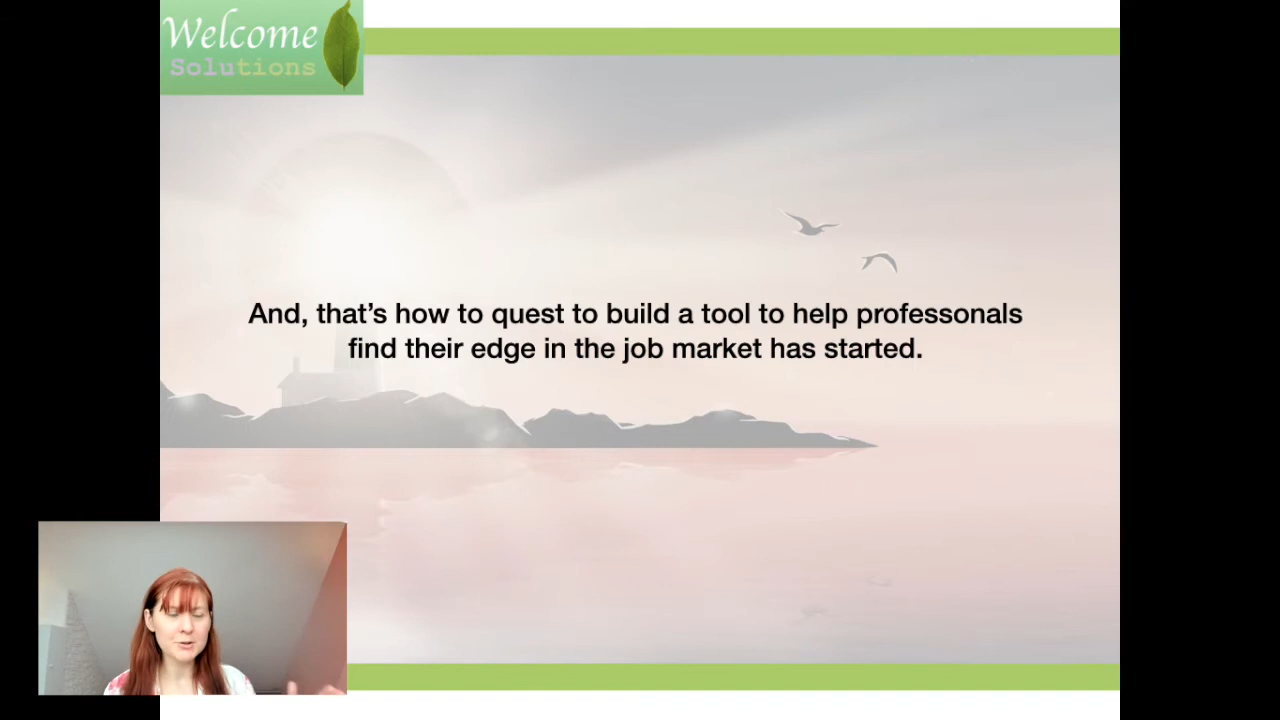 Welcome
Solutions
And, that's how to quest to build a tool to help professonals
find their edge in the job market has started.